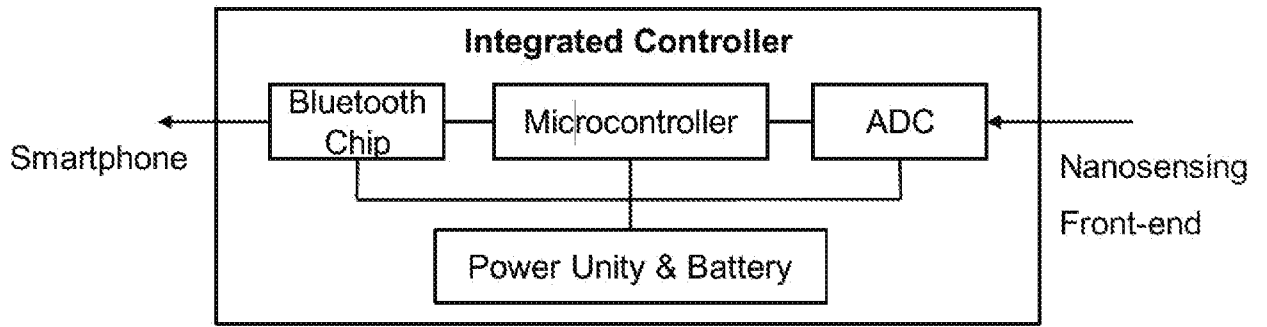 Integrated Controller
Bluetooth
Chip
Microcontroller
ADC
Smartphone
Nanosensing
Front-end
Power Unity & Battery